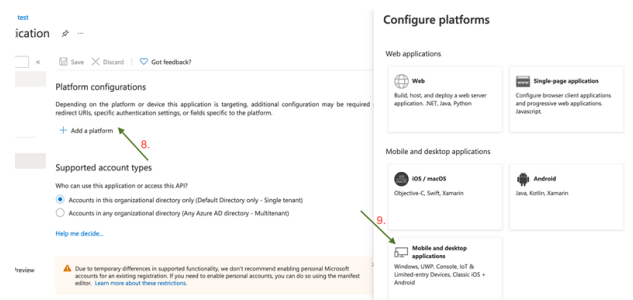 test
ication
Save
Discard
Got feedback?
Platform configurations
Depending on the platform or device this application is targeting, additional configuration may be required
redirect URIs, specific authentication settings, or fields specific to the platform.
Add a platform
8.
Supported account types
Who can use this application or access this API?
Accounts in this organizational directory only (Default Directory only - Single tenant)
Accounts in any organizational directory (Any Azure AD directory - Multitenant)
Help me decide...
Preview
Due to temporary differences in supported functionality, we don't recommend enabling personal Microsoft
accounts for an existing registration. If you need to enable personal accounts, you can do so using the manifest
editor. Learn more about these restrictions.
Configure platforms
Web applications
Web
Build, host, and deploy a web server
application. .NET, Java, Python
Single-page application
Configure browser client applications
and progressive web applications.
Javascript.
Mobile and desktop applications
iOS / macOS
Objective-C, Swift, Xamarin
Android
Java, Kotlin, Xamarin
9.
Mobile and desktop
applications
Windows, UWP, Console, IoT &
Limited-entry Devices, Classic iOS +
Android